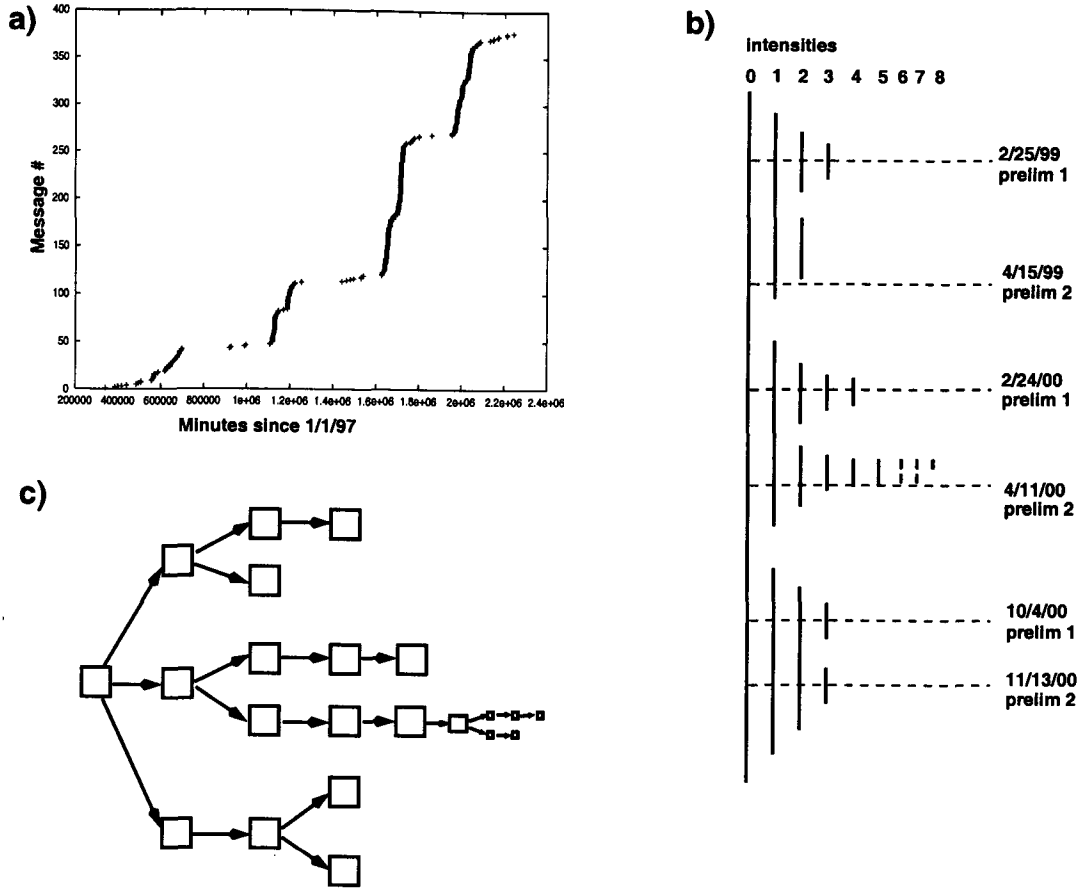 a)
400
350
300
250
200
150
100
50
0
Message #
200000 400000 600000 800000 1e+06 1.2e+06 1.4e+06 1.6e+06 1.8e+06 2e+06 2.2e+06 2.4e+06
Minutes since 1/1/97
b)
intensities
0 1 2 3 4 5 6 7 8
2/25/99
prelim 1
4/15/99
prelim 2
2/24/00
prelim 1
4/11/00
prelim 2
10/4/00
prelim 1
11/13/00
prelim 2
c)